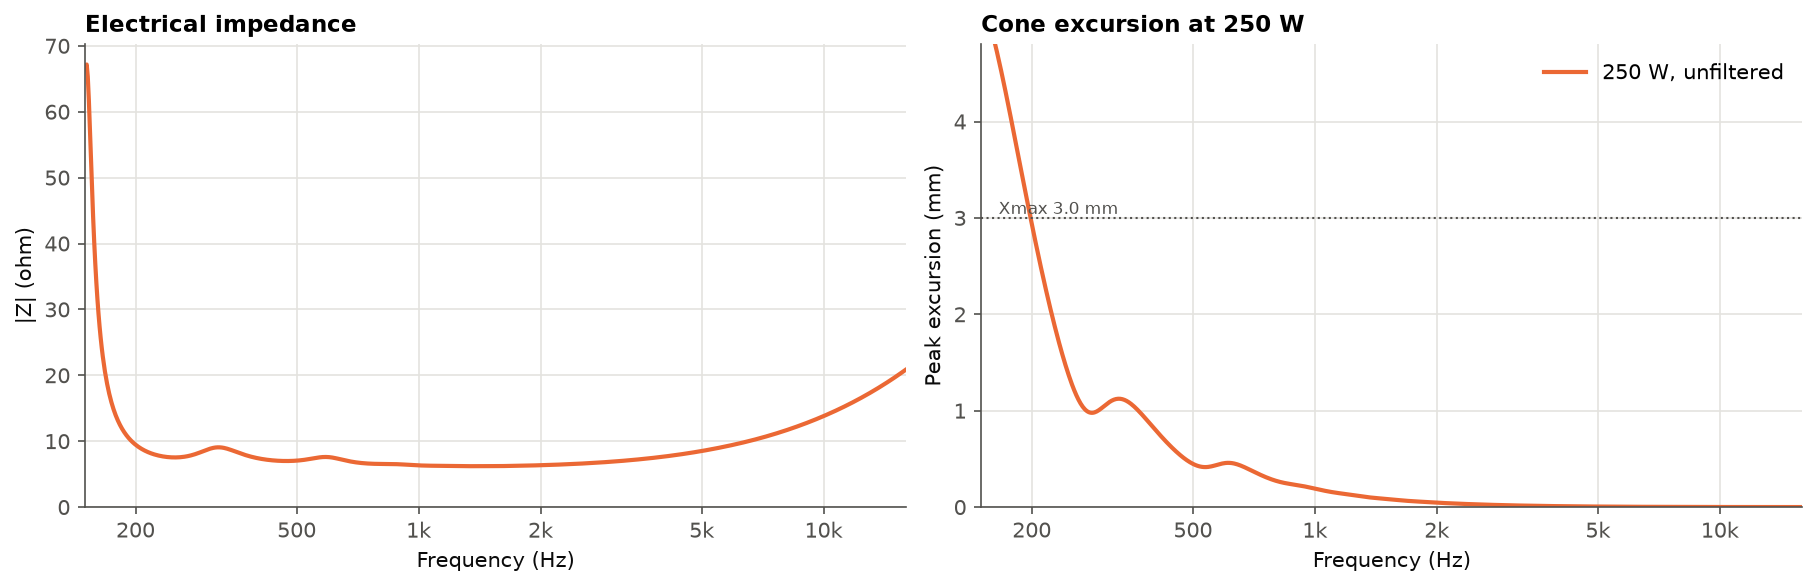 Electrical impedance
|Z| (ohm)
70
60
50
40
30
20
10
0
200
500
1k
2k
5k
10k
Frequency (Hz)
Cone excursion at 250 W
250 W, unfiltered
Peak excursion (mm)
4
3
2
1
0
Xmax 3.0 mm
200
500
1k
2k
5k
10k
Frequency (Hz)